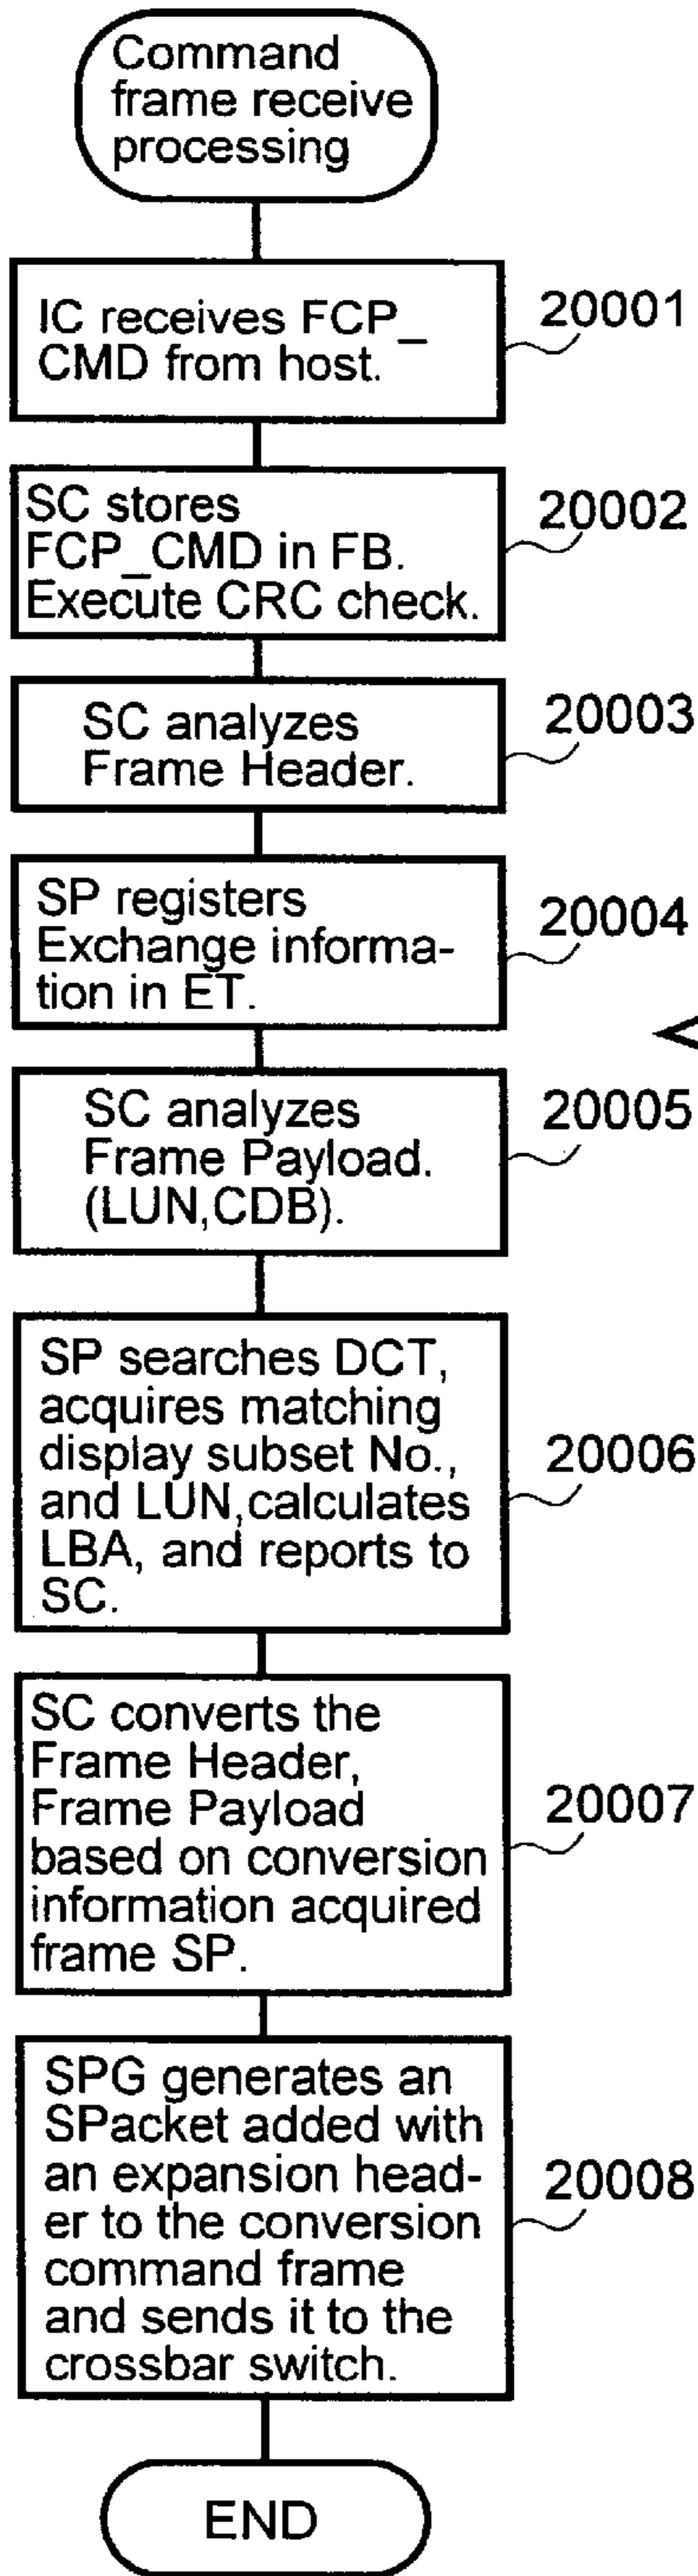 Command
frame receive
processing
IC receives FCP_
CMD from host.
20001
SC stores
FCP_CMD in FB.
Execute CRC check.
20002
SC analyzes
Frame Header.
20003
SP registers
Exchange informa-
tion in ET.
20004
SC analyzes
Frame Payload.
(LUN,CDB).
20005
SP searches DCT,
acquires matching
display subset No.,
and LUN,calculates
LBA, and reports to
SC.
20006
SC converts the
Frame Header,
Frame Payload
based on conversion
information acquired
frame SP.
20007
SPG generates an
SPacket added with
an expansion head-
er to the conversion
command frame
and sends it to the
crossbar switch.
20008
END